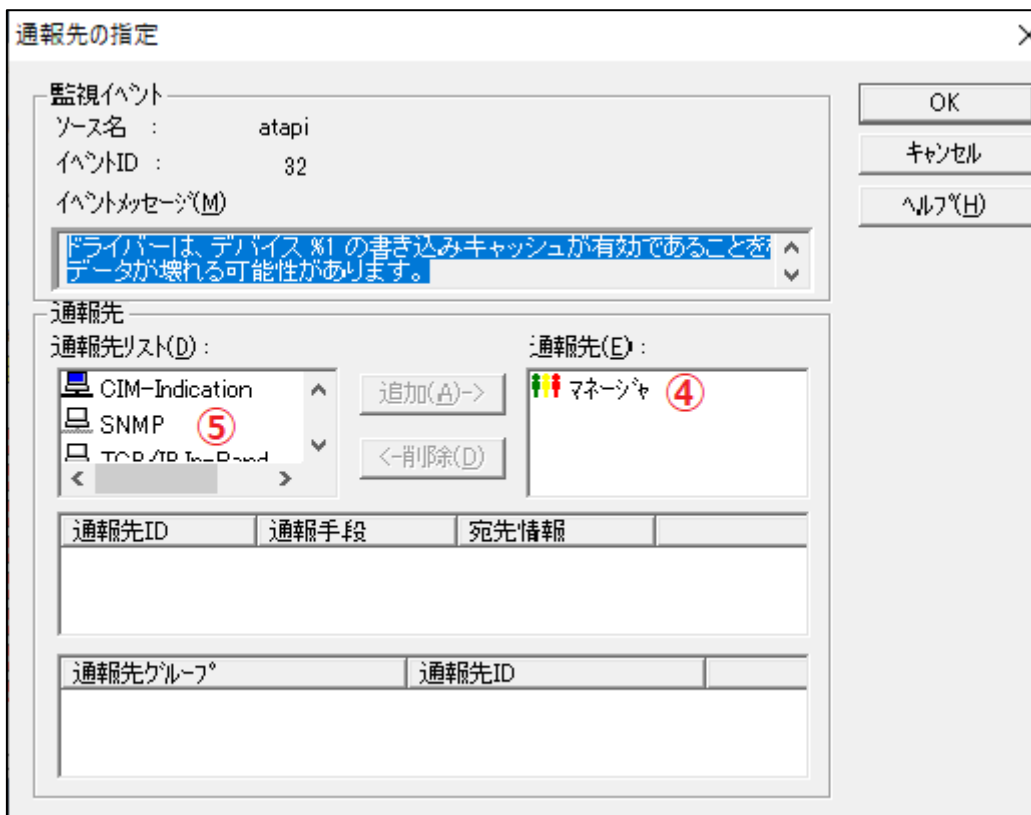 通報先の指定
監視イベント
ソース名 : atapi
イベントID : 32
イベントメッセージ(M)
ドライバーは、デバイス %1 の書き込みキャッシュが有効であることを
データが壊れる可能性があります。
OK
キャンセル
ヘルプ(H)
通報先
通報先リスト(D) :
CIM-Indication
SNMP ⑤
TCP/IP In-Band
追加(A)->
<-削除(D)
通報先(E) :
マネージャ ④
通報先ID 通報手段 宛先情報
通報先グループ 通報先ID